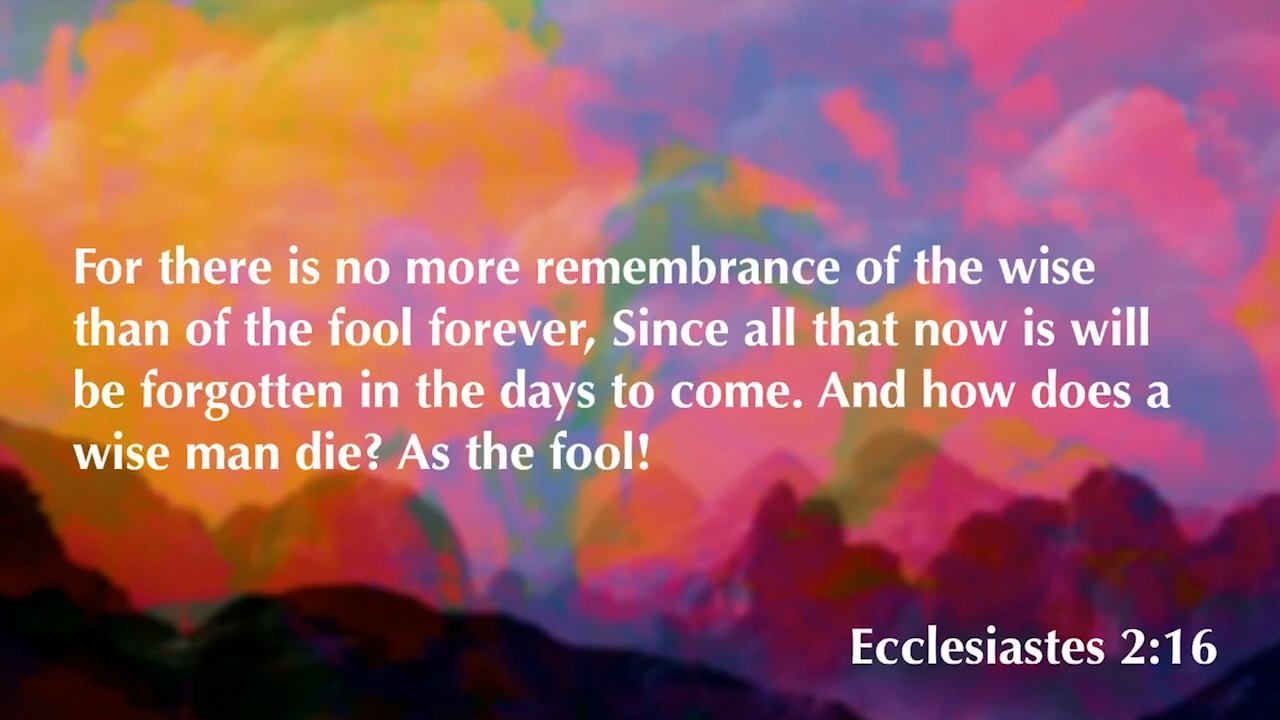 For there is no more remembrance of the wise
than of the fool forever, Since all that now is will
be forgotten in the days to come. And how does a
wise man die? As the fool!
Ecclesiastes 2:16